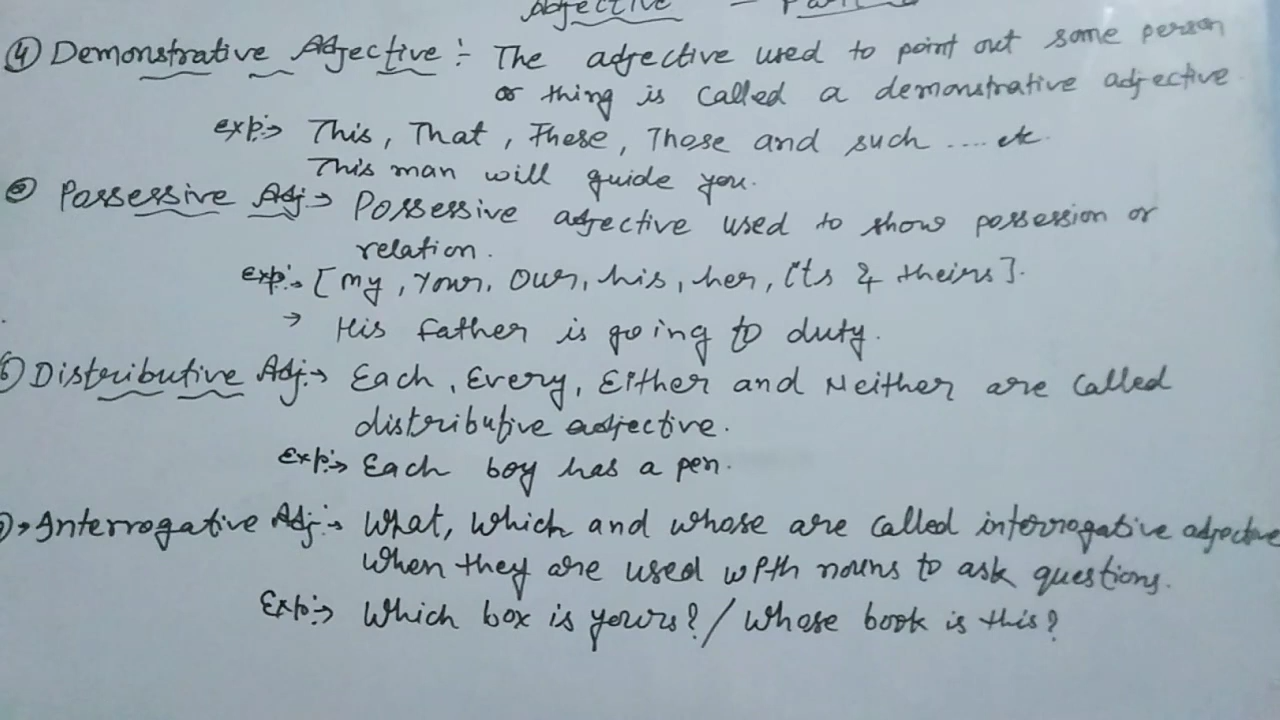 Adjective - Part
④ Demonstrative Adjective :- The adjective used to point out some person
or thing is called a demonstrative adjective
exp:→ This, That, These, Those and such .... etc.
This man will guide you.
⑤ Possessive Adj:→ Possessive adjective used to show possession or
relation.
Exp:→ [my, Your, Our, his, her, Its & theirs].
→ His father is going to duty.
6) Distributive Adj:→ Each, Every, Either and Neither are called
distributive adjective.
Exp:→ Each boy has a pen.
)→ Interrogative Adj:→ What, Which and whose are called interrogative adjective
When they are used with nouns to ask questions.
Exp:→ Which box is yours? / Whose book is this?